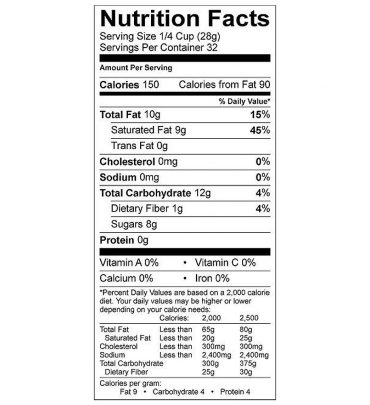 Nutrition Facts
Serving Size 1/4 Cup (28g)
Servings Per Container 32
Amount Per Serving
Calories 150 Calories from Fat 90
% Daily Value*
Total Fat 10g 15%
Saturated Fat 9g 45%
Trans Fat 0g
Cholesterol 0mg 0%
Sodium 0mg 0%
Total Carbohydrate 12g 4%
Dietary Fiber 1g 4%
Sugars 8g
Protein 0g
Vitamin A 0% • Vitamin C 0%
Calcium 0% • Iron 0%
*Percent Daily Values are based on a 2,000 calorie
diet. Your daily values may be higher or lower
depending on your calorie needs:
Calories: 2,000 2,500
Total Fat Less than 65g 80g
Saturated Fat Less than 20g 25g
Cholesterol Less than 300mg 300mg
Sodium Less than 2,400mg 2,400mg
Total Carbohydrate 300g 375g
Dietary Fiber 25g 30g
Calories per gram:
Fat 9 • Carbohydrate 4 • Protein 4